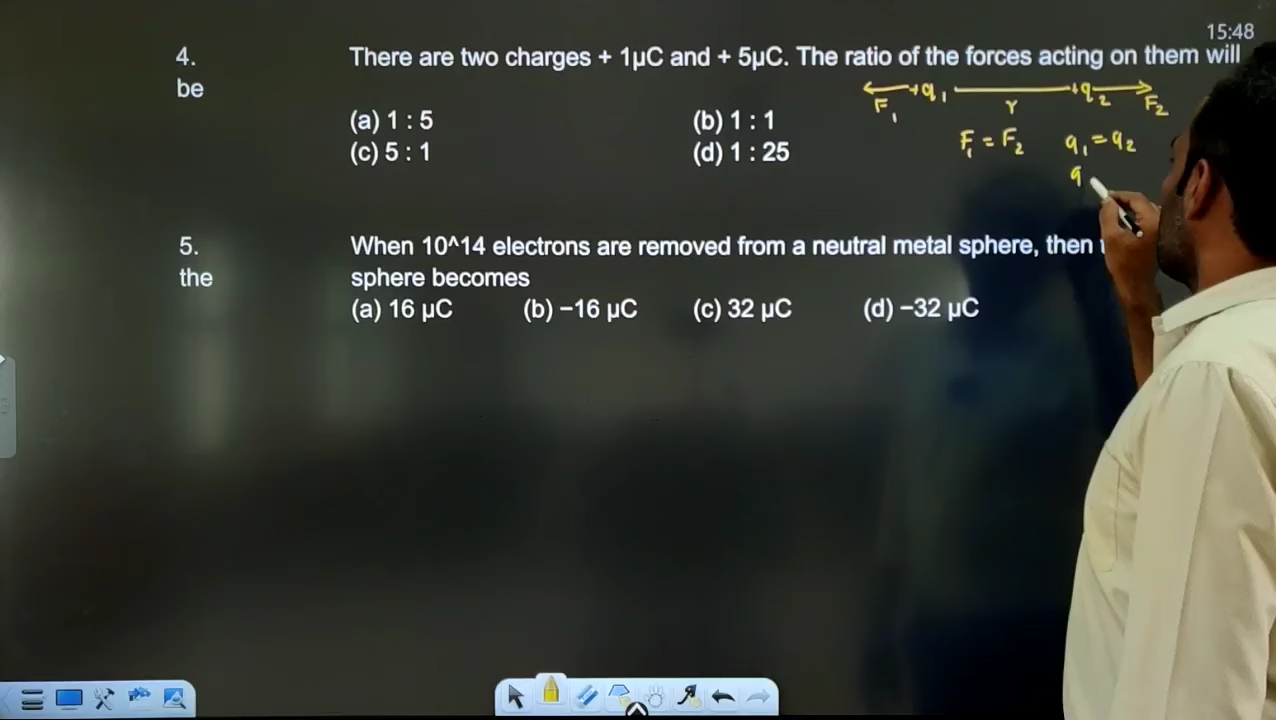 15:48
4. There are two charges + 1µC and + 5µC. The ratio of the forces acting on them will
be
F₁ +q₁ r +q₂ F₂
(a) 1 : 5 (b) 1 : 1
F₁ = F₂ q₁ = q₂
(c) 5 : 1 (d) 1 : 25
q
5. When 10^14 electrons are removed from a neutral metal sphere, then
the sphere becomes
(a) 16 µC (b) −16 µC (c) 32 µC (d) −32 µC